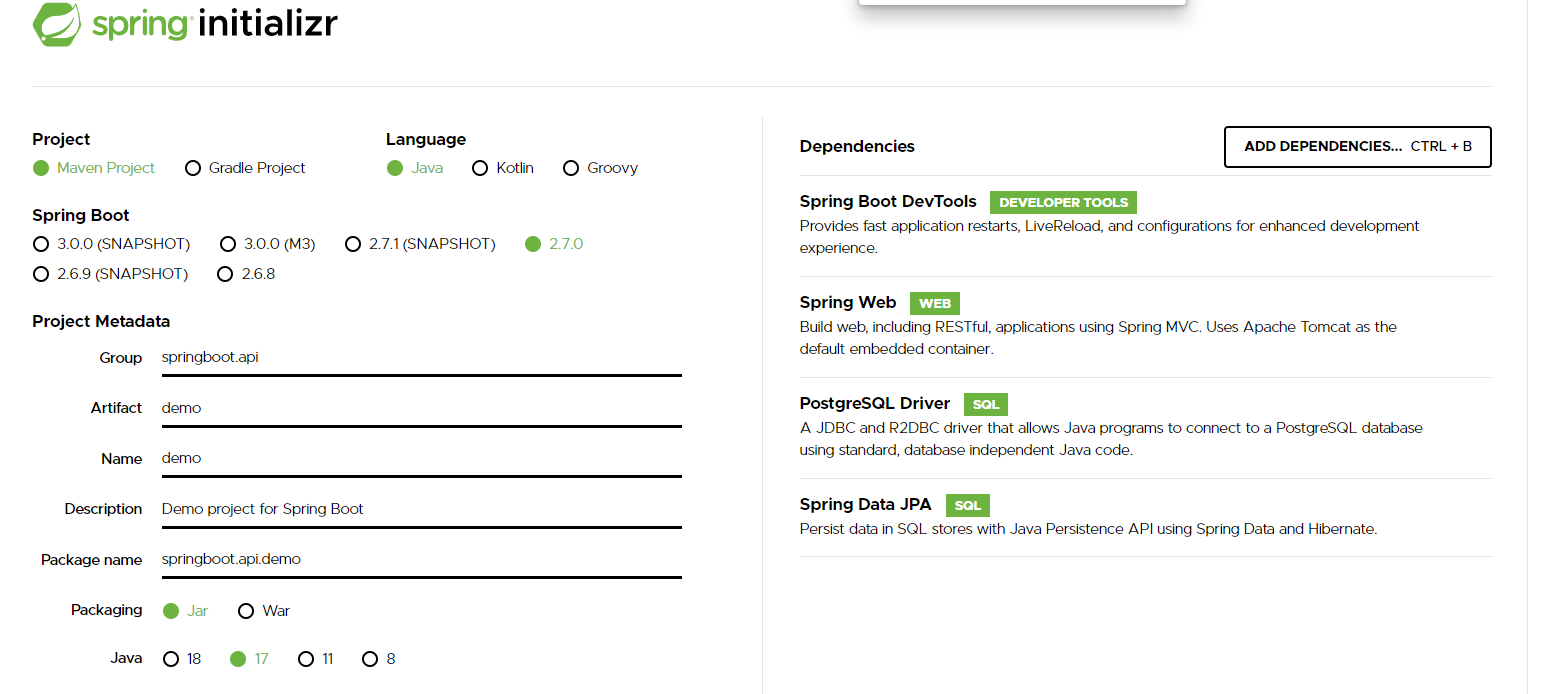 spring initializr
Project
Maven Project Gradle Project
Language
Java Kotlin Groovy
Spring Boot
3.0.0 (SNAPSHOT) 3.0.0 (M3) 2.7.1 (SNAPSHOT) 2.7.0
2.6.9 (SNAPSHOT) 2.6.8
Project Metadata
Group springboot.api
Artifact demo
Name demo
Description Demo project for Spring Boot
Package name springboot.api.demo
Packaging Jar War
Java 18 17 11 8
Dependencies ADD DEPENDENCIES... CTRL + B
Spring Boot DevTools DEVELOPER TOOLS
Provides fast application restarts, LiveReload, and configurations for enhanced development
experience.
Spring Web WEB
Build web, including RESTful, applications using Spring MVC. Uses Apache Tomcat as the
default embedded container.
PostgreSQL Driver SQL
A JDBC and R2DBC driver that allows Java programs to connect to a PostgreSQL database
using standard, database independent Java code.
Spring Data JPA SQL
Persist data in SQL stores with Java Persistence API using Spring Data and Hibernate.